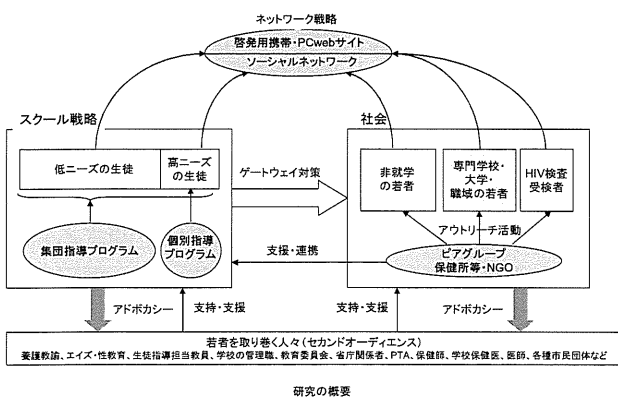 ネットワーク戦略
啓発用携帯・PCwebサイト
ソーシャルネットワーク
スクール戦略
社会
低ニーズの生徒
高ニーズ
の生徒
ゲートウェイ対策
非就学
の若者
専門学校・
大学・
職域の若者
HIV検査
受検者
アウトリーチ活動
集団指導プログラム
個別指導
プログラム
支援・連携
ピアグループ
保健所等・NGO
アドボカシー
支持・支援
支持・支援
アドボカシー
若者を取り巻く人々（セカンドオーディエンス）
養護教諭、エイズ・性教育、生徒指導担当教員、学校の管理職、教育委員会、省庁関係者、PTA、保健師、学校保健医、医師、各種市民団体など
研究の概要